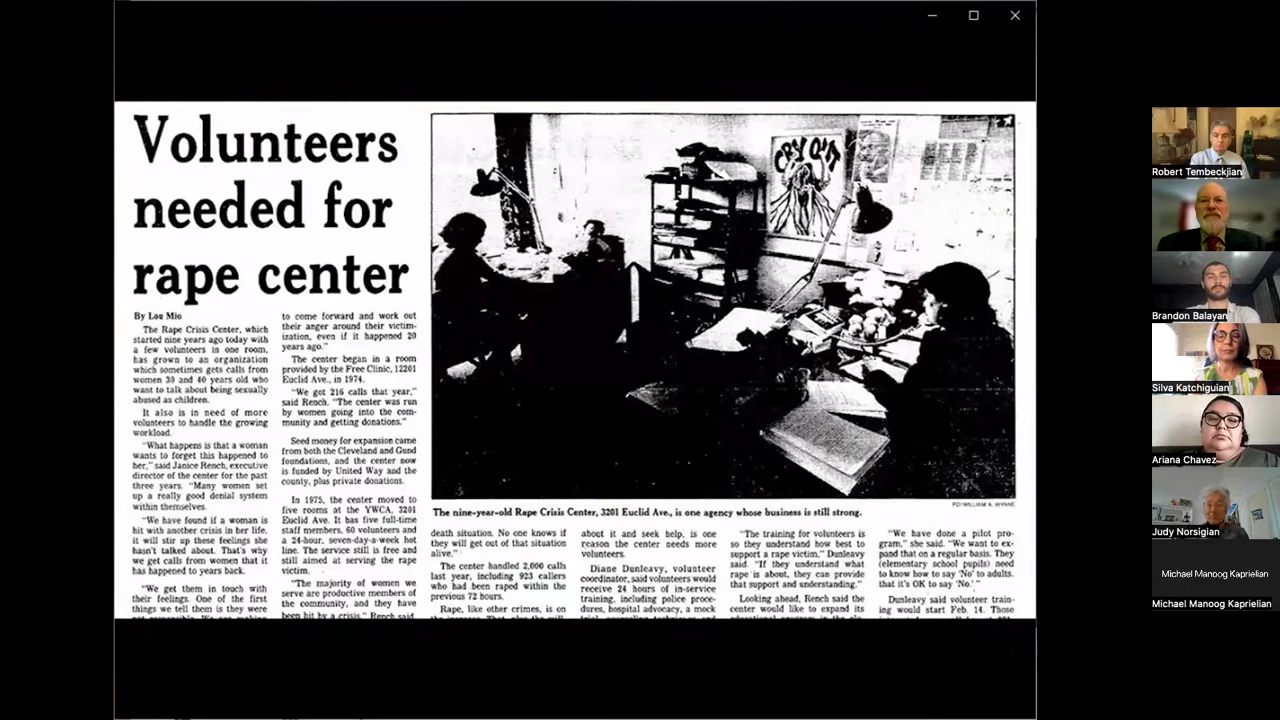 Volunteers
needed for
rape center
By Lou Mio
The Rape Crisis Center, which
started nine years ago today with
a few volunteers in one room,
has grown to an organization
which sometimes gets calls from
women 30 and 40 years old who
want to talk about being sexually
abused as children.
It also is in need of more
volunteers to handle the growing
workload.
"What happens is that a woman
wants to forget this happened to
her," said Janice Rench, executive
director of the center for the past
three years. "Many women set
up a really good denial system
within themselves.
"We have found if a woman is
hit with another crisis in her life,
it will stir up these feelings she
hasn't talked about. That's why
we get calls from women that it
has happened to years back.
"We get them in touch with
their feelings. One of the first
things we tell them is they were
to come forward and work out
their anger around their victim-
ization, even if it happened 20
years ago."
The center began in a room
provided by the Free Clinic, 12201
Euclid Ave., in 1974.
"We got 216 calls that year,"
said Rench. "The center was run
by women going into the com-
munity and getting donations."
Seed money for expansion came
from both the Cleveland and Gund
foundations, and the center now
is funded by United Way and the
county, plus private donations.
In 1975, the center moved to
five rooms at the YWCA, 3201
Euclid Ave. It has five full-time
staff members, 60 volunteers and
a 24-hour, seven-day-a-week hot
line. The service still is free and
still aimed at serving the rape
victim.
"The majority of women we
serve are productive members of
the community, and they have
been hit by a crisis," Rench said
CRY OUT
PD/WILLIAM A. WYNNE
The nine-year-old Rape Crisis Center, 3201 Euclid Ave., is one agency whose business is still strong.
death situation. No one knows if
they will get out of that situation
alive."
The center handled 2,000 calls
last year, including 923 callers
who had been raped within the
previous 72 hours.
Rape, like other crimes, is on
about it and seek help, is one
reason the center needs more
volunteers.
Diane Dunleavy, volunteer
coordinator, said volunteers would
receive 24 hours of in-service
training, including police proce-
dures, hospital advocacy, a mock
"The training for volunteers is
so they understand how best to
support a rape victim," Dunleavy
said. "If they understand what
rape is about, they can provide
that support and understanding."
Looking ahead, Rench said the
center would like to expand its
"We have done a pilot pro-
gram," she said. "We want to ex-
pand that on a regular basis. They
(elementary school pupils) need
to know how to say 'No' to adults.
that it's OK to say 'No.'"
Dunleavy said volunteer train-
ing would start Feb. 14. Those
Robert Tembeckjian
Brandon Balayan
Silva Katchiguian
Ariana Chavez
Judy Norsigian
Michael Manoog Kaprielian
Michael Manoog Kaprielian